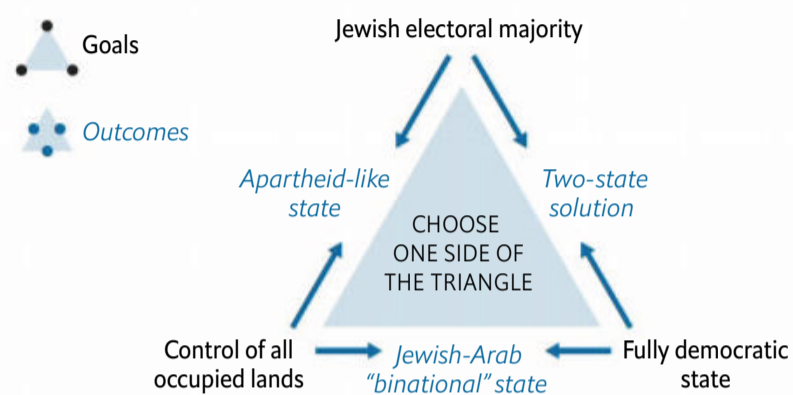 Jewish electoral majority
Goals
Outcomes
Apartheid-like
state
Two-state
solution
CHOOSE
ONE SIDE OF
THE TRIANGLE
Control of all
occupied lands
Jewish-Arab
“binational” state
Fully democratic
state